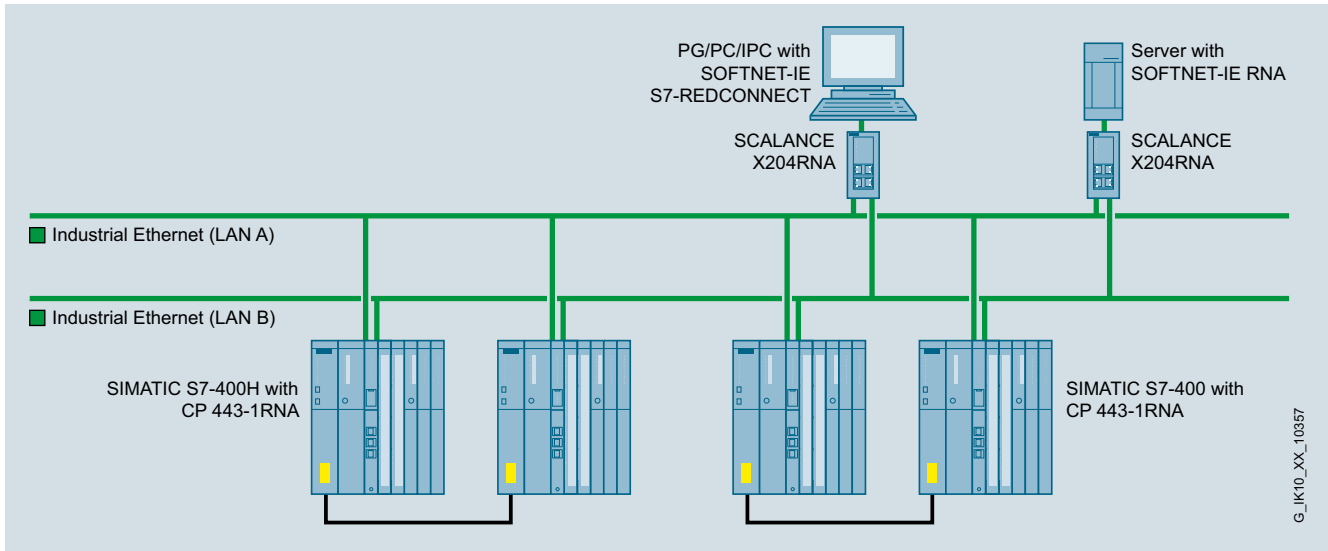 PG/PC/IPC with
SOFTNET-IE
S7-REDCONNECT
Server with
SOFTNET-IE RNA
SCALANCE
X204RNA
SCALANCE
X204RNA
Industrial Ethernet (LAN A)
Industrial Ethernet (LAN B)
SIMATIC S7-400H with
CP 443-1RNA
SIMATIC S7-400 with
CP 443-1RNA
G_IK10_XX_10357